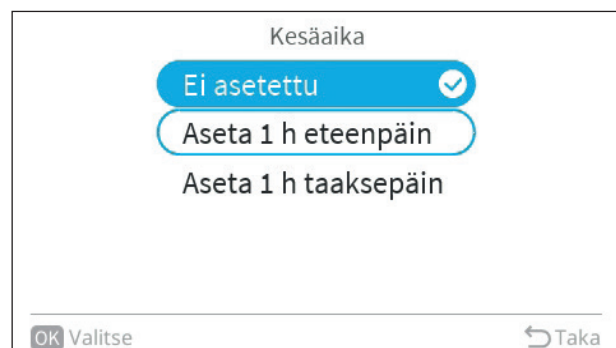 Kesäaika
Ei asetettu
Aseta 1 h eteenpäin
Aseta 1 h taaksepäin
OK Valitse
Taka